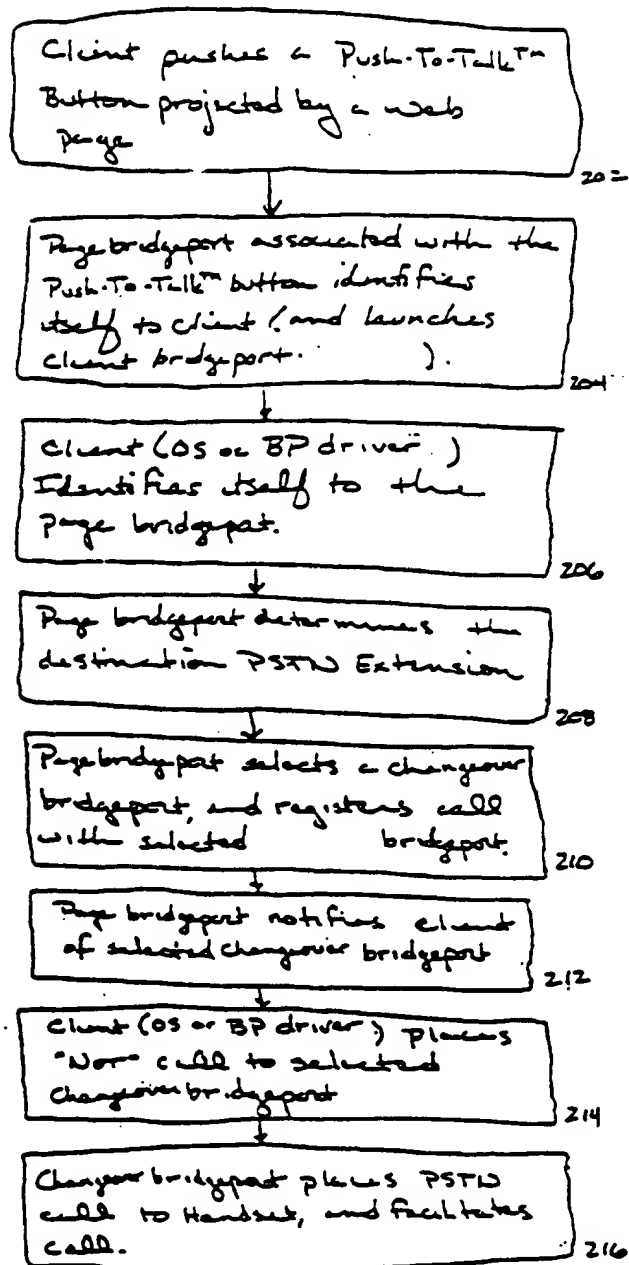 Client pushes a Push-To-Talk™
Button projected by a web
page
202
Page bridgeport associated with the
Push-To-Talk™ button identifies
itself to client (and launches
client bridgeport. ).
204
Client (OS or BP driver )
Identifies itself to the
Page bridgeport.
206
Page bridgeport determines the
destination PSTN Extension
208
Page bridgeport selects a changeover
bridgeport, and registers call
with selected bridgeport.
210
Page bridgeport notifies client
of selected changeover bridgeport
212
Client (OS or BP driver ) places
"Net" call to selected
Changeover bridgeport
214
Changeover bridgeport places PSTN
call to Handset, and facilitates
call.
216